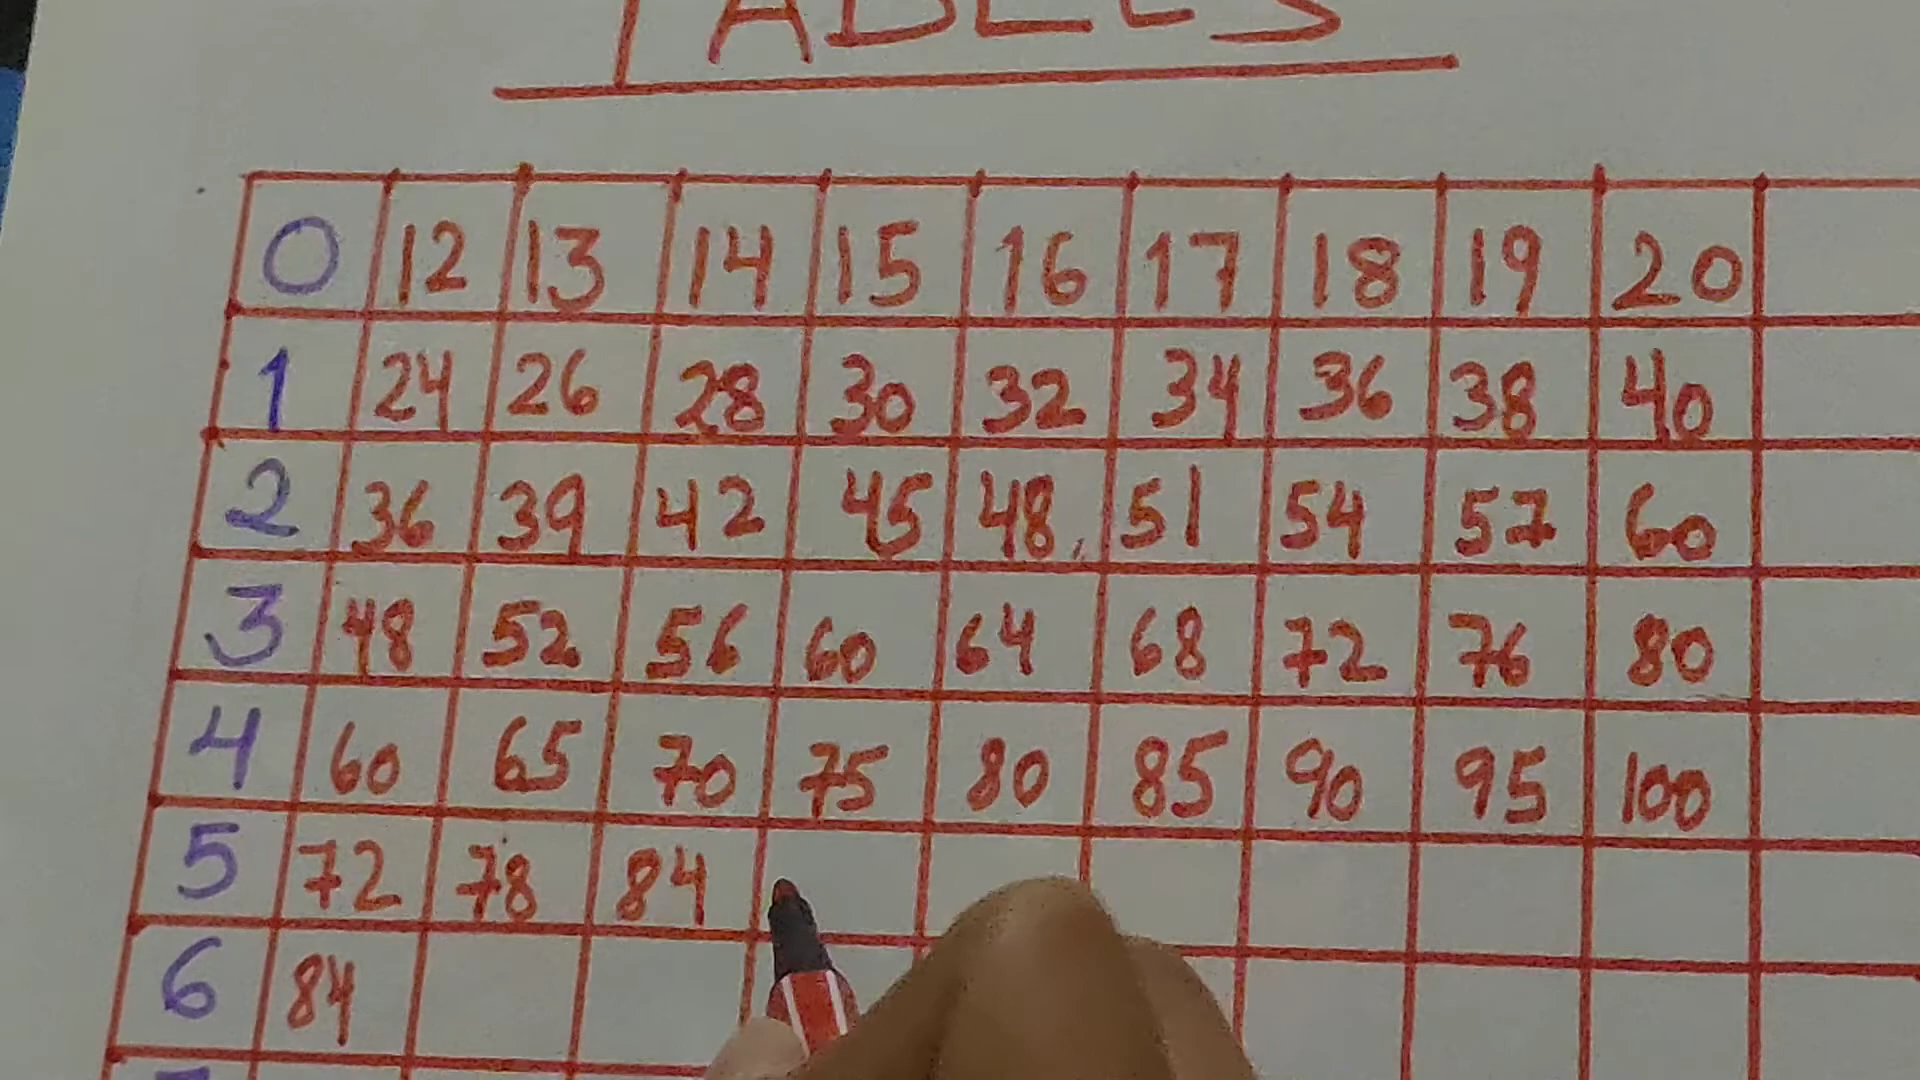 TABLES
0 12 13 14 15 16 17 18 19 20
1 24 26 28 30 32 34 36 38 40
2 36 39 42 45 48 51 54 57 60
3 48 52 56 60 64 68 72 76 80
4 60 65 70 75 80 85 90 95 100
5 72 78 84
6 84